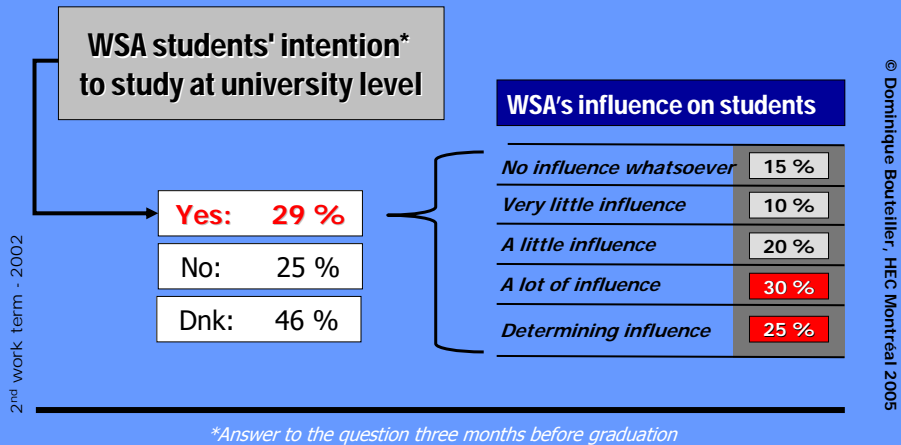 WSA students' intention*
to study at university level
WSA's influence on students
No influence whatsoever 15 %
Very little influence 10 %
A little influence 20 %
A lot of influence 30 %
Determining influence 25 %
Yes: 29 %
No: 25 %
Dnk: 46 %
2nd work term - 2002
© Dominique Bouteiller, HEC Montréal 2005
*Answer to the question three months before graduation